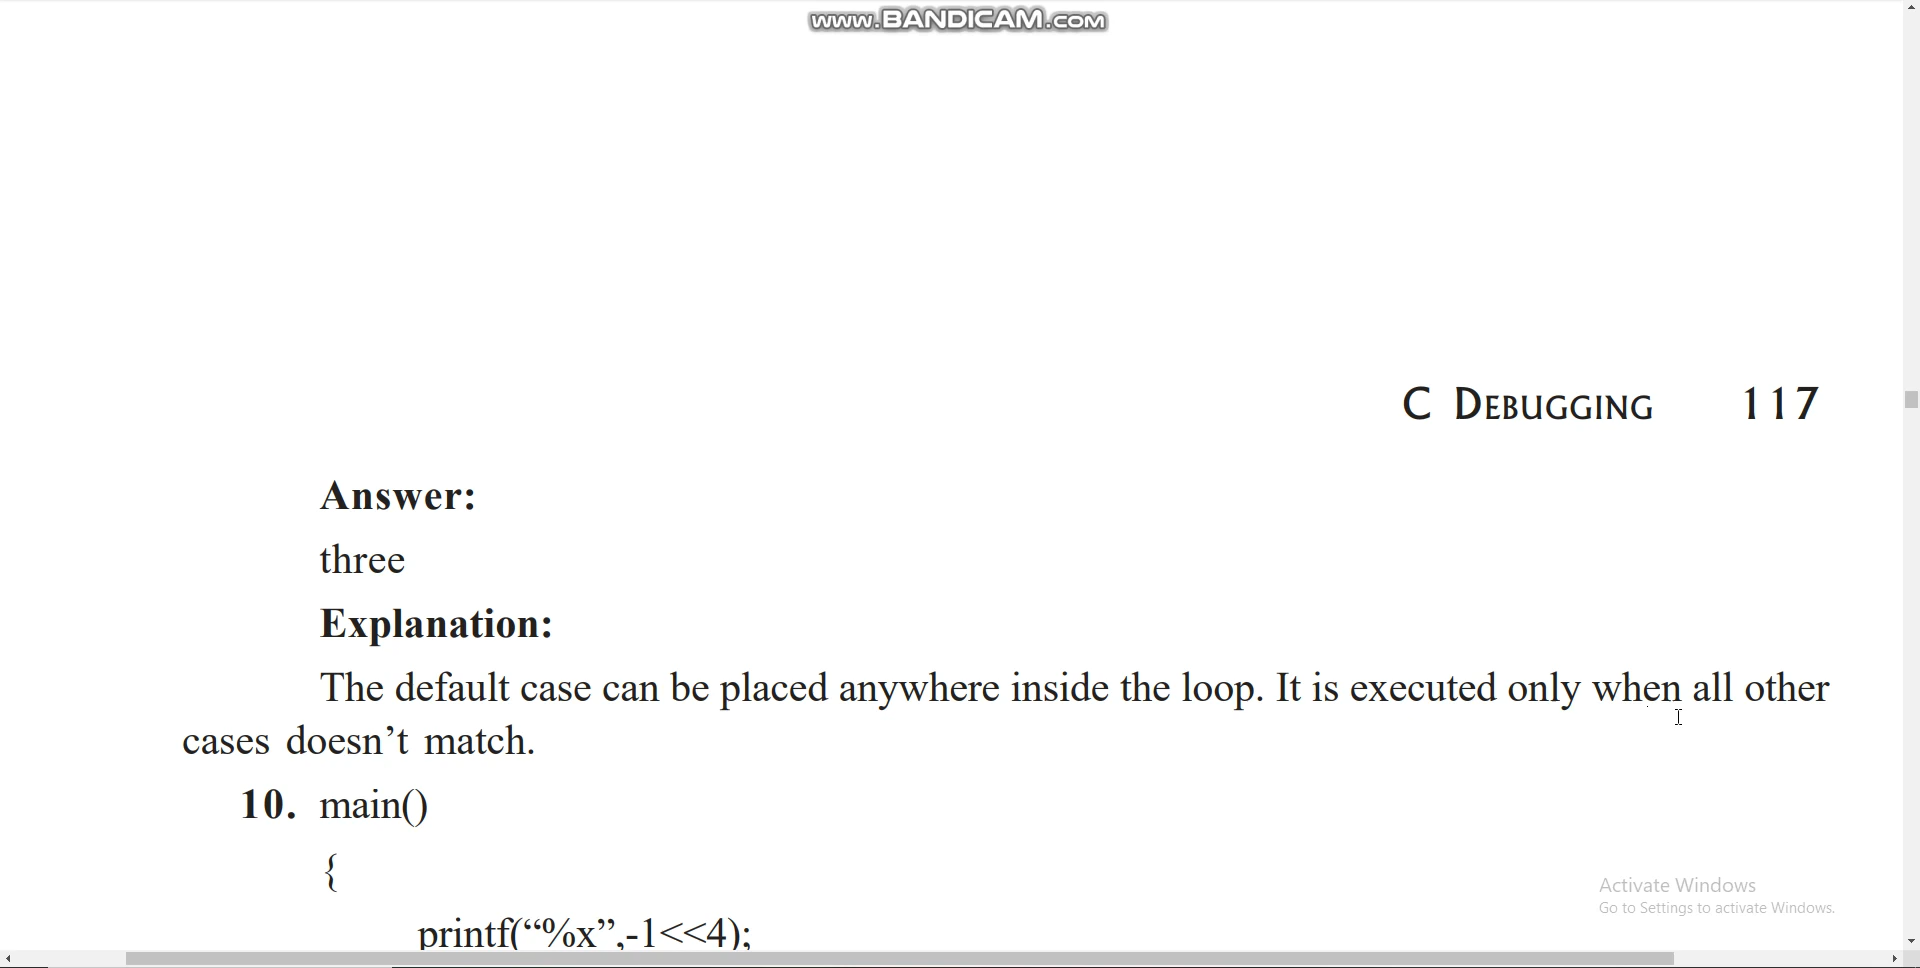 www.BANDICAM.COM
C DEBUGGING 117
Answer:
three
Explanation:
The default case can be placed anywhere inside the loop. It is executed only when all other
cases doesn’t match.
10. main()
{
printf(“%x”,-1<<4);
Activate Windows
Go to Settings to activate Windows.